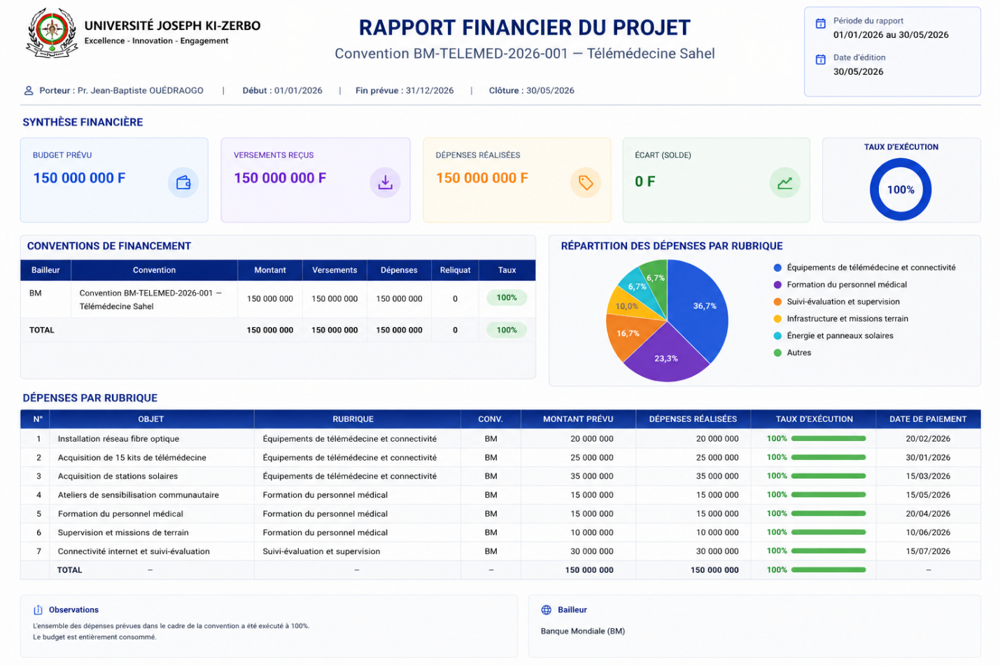 UNIVERSITÉ JOSEPH KI-ZERBO
Excellence - Innovation - Engagement
RAPPORT FINANCIER DU PROJET
Convention BM-TELEMED-2026-001 — Télémédecine Sahel
Période du rapport
01/01/2026 au 30/05/2026
Date d'édition
30/05/2026
Porteur : Pr. Jean-Baptiste OUÉDRAOGO | Début : 01/01/2026 | Fin prévue : 31/12/2026 | Clôture : 30/05/2026
SYNTHÈSE FINANCIÈRE
BUDGET PRÉVU
150 000 000 F
VERSEMENTS REÇUS
150 000 000 F
DÉPENSES RÉALISÉES
150 000 000 F
ÉCART (SOLDE)
0 F
TAUX D'EXÉCUTION
100%
CONVENTIONS DE FINANCEMENT
Bailleur Convention Montant Versements Dépenses Reliquat Taux
BM Convention BM-TELEMED-2026-001 — Télémédecine Sahel 150 000 000 150 000 000 150 000 000 0 100%
TOTAL 150 000 000 150 000 000 150 000 000 0 100%
RÉPARTITION DES DÉPENSES PAR RUBRIQUE
36,7%
23,3%
16,7%
10,0%
6,7%
6,7%
Équipements de télémédecine et connectivité
Formation du personnel médical
Suivi-évaluation et supervision
Infrastructure et missions terrain
Énergie et panneaux solaires
Autres
DÉPENSES PAR RUBRIQUE
N° OBJET RUBRIQUE CONV. MONTANT PRÉVU DÉPENSES RÉALISÉES TAUX D'EXÉCUTION DATE DE PAIEMENT
1 Installation réseau fibre optique Équipements de télémédecine et connectivité BM 20 000 000 20 000 000 100% 20/02/2026
2 Acquisition de 15 kits de télémédecine Équipements de télémédecine et connectivité BM 25 000 000 25 000 000 100% 30/01/2026
3 Acquisition de stations solaires Équipements de télémédecine et connectivité BM 35 000 000 35 000 000 100% 15/03/2026
4 Ateliers de sensibilisation communautaire Formation du personnel médical BM 15 000 000 15 000 000 100% 15/05/2026
5 Formation du personnel médical Formation du personnel médical BM 15 000 000 15 000 000 100% 20/04/2026
6 Supervision et missions de terrain Formation du personnel médical BM 10 000 000 10 000 000 100% 10/06/2026
7 Connectivité internet et suivi-évaluation Suivi-évaluation et supervision BM 30 000 000 30 000 000 100% 15/07/2026
TOTAL – – – 150 000 000 150 000 000 100% –
Observations
L'ensemble des dépenses prévues dans le cadre de la convention a été exécuté à 100%.
Le budget est entièrement consommé.
Bailleur
Banque Mondiale (BM)